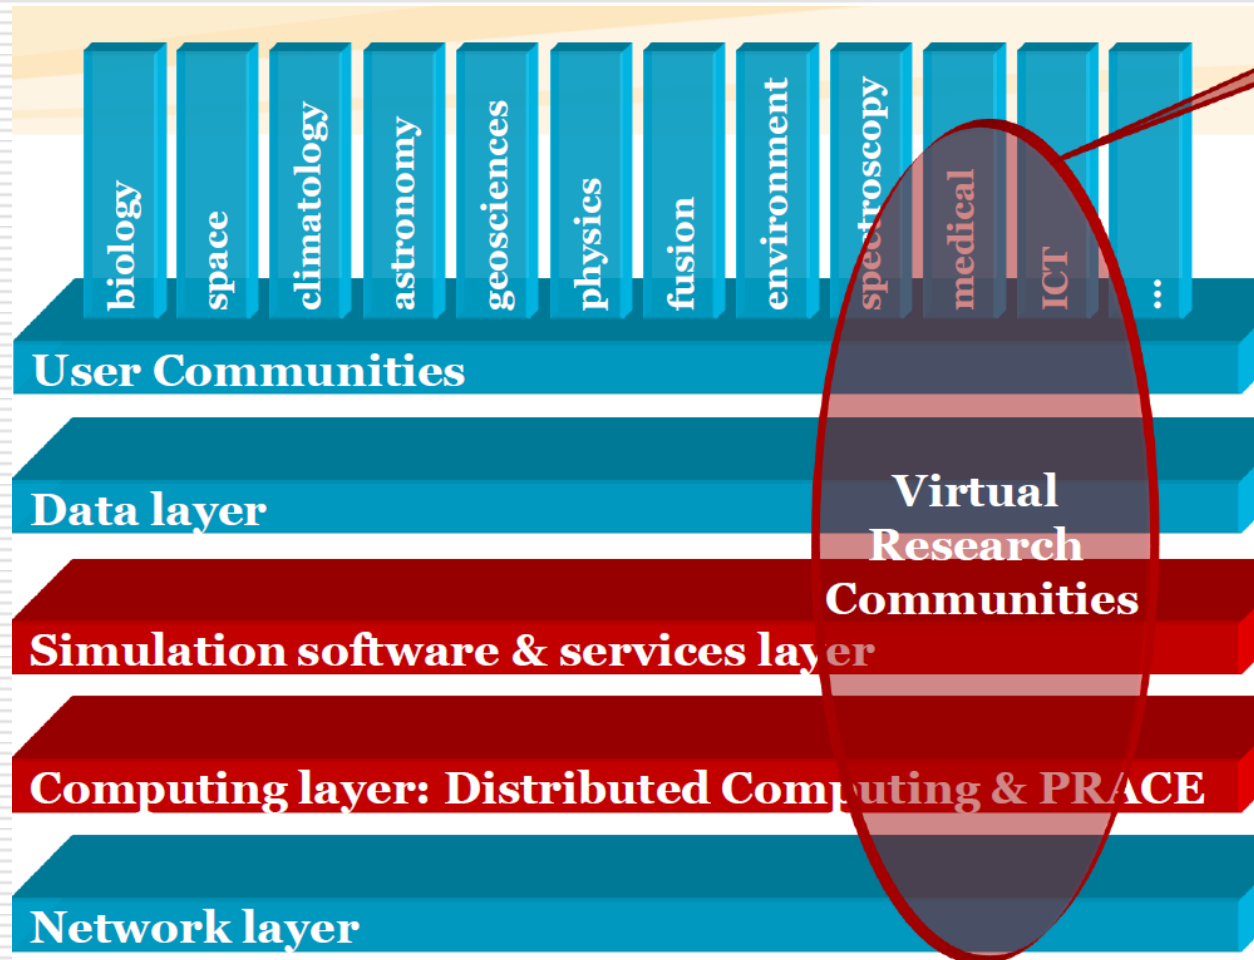 biology
space
climatology
astronomy
geosciences
physics
fusion
environment
spectroscopy
medical
ICT
...
User Communities
Data layer
Virtual
Research
Communities
Simulation software & services layer
Computing layer: Distributed Computing & PRACE
Network layer